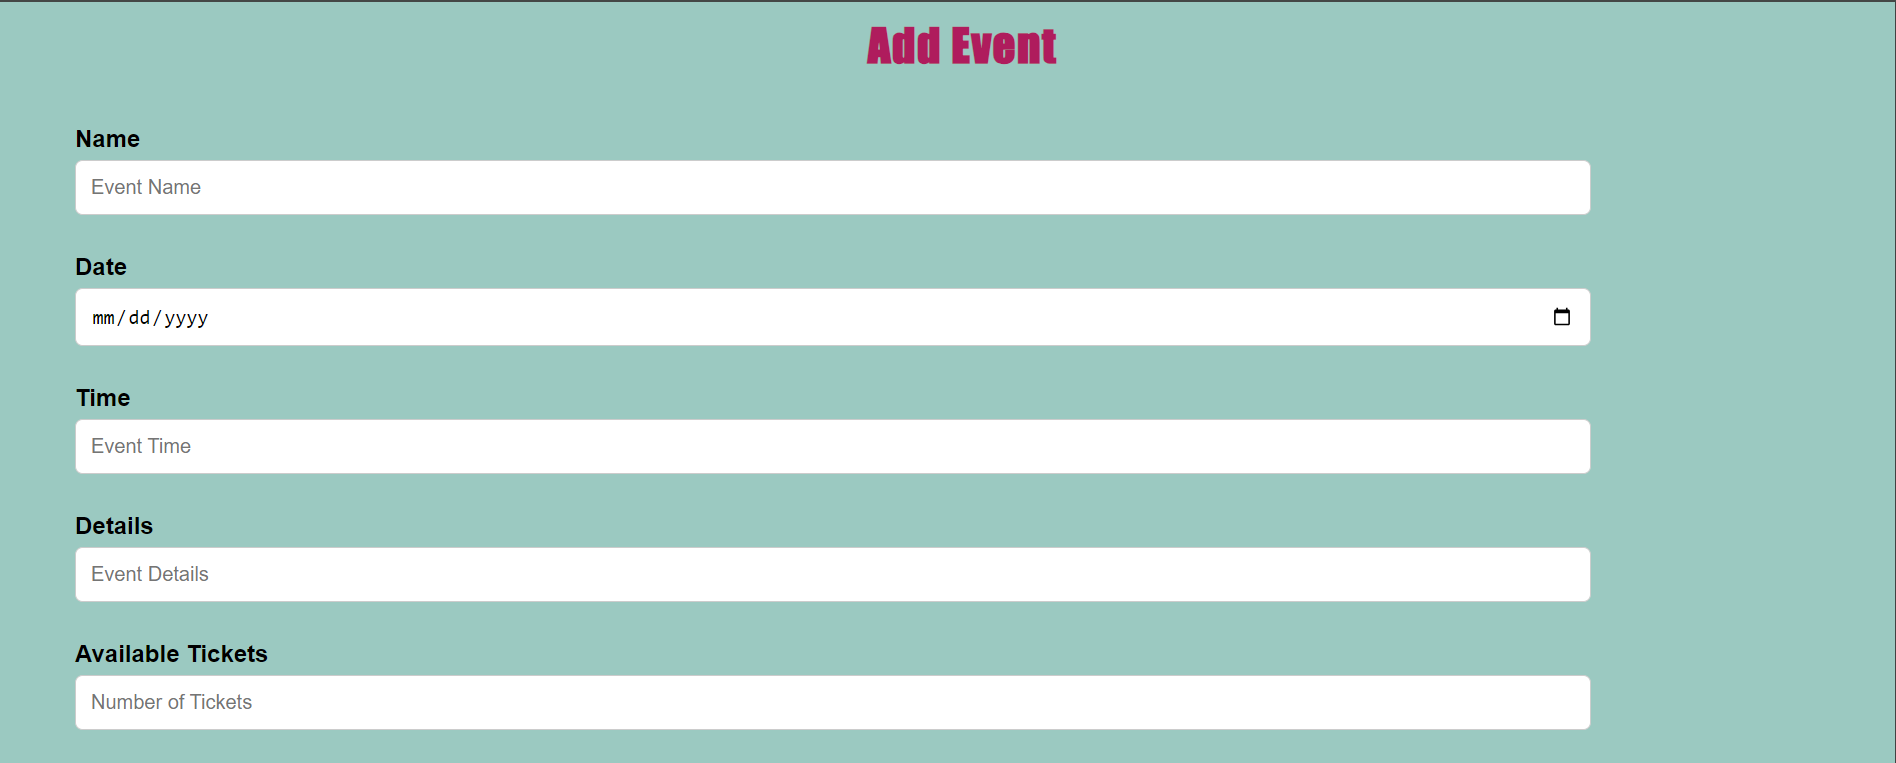 Add Event
Name
Event Name
Date
mm/dd/yyyy
Time
Event Time
Details
Event Details
Available Tickets
Number of Tickets